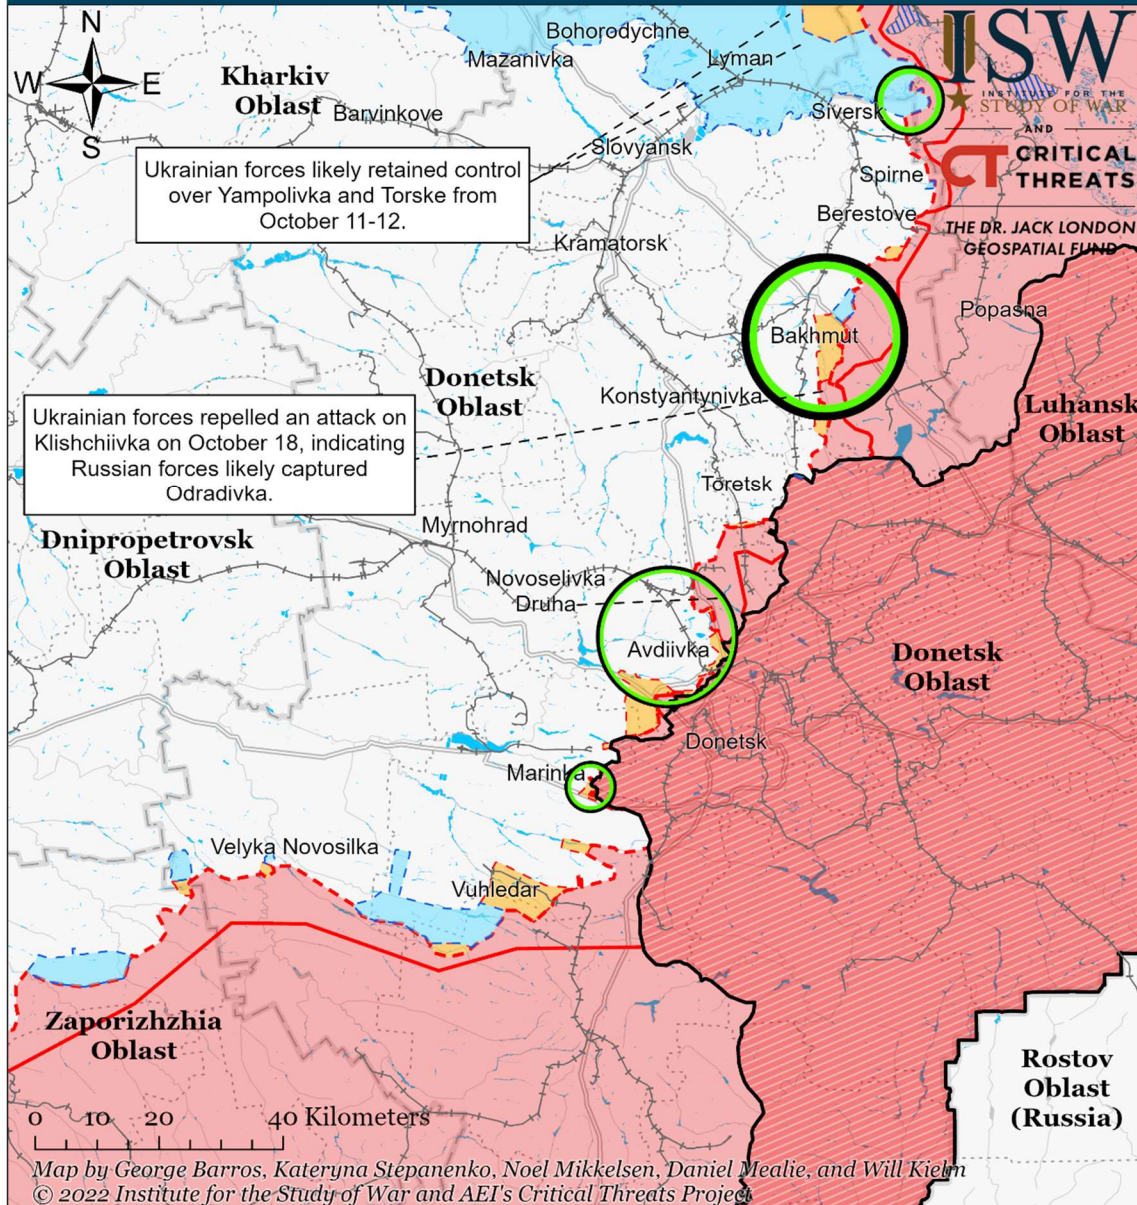 N
W
E
S
Kharkiv
Oblast
Barvinkove
Bohorodychne
Mazanivka
Lyman
ISW
INSTITUTE FOR THE
STUDY OF WAR
AND
CT CRITICAL
THREATS
THE DR. JACK LONDON
GEOSPATIAL FUND
Siversk
Slovyansk
Spirne
Berestove
Ukrainian forces likely retained control
over Yampolivka and Torske from
October 11-12.
Kramatorsk
Popasna
Bakhmut
Donetsk
Oblast
Konstyantynivka
Luhansk
Oblast
Ukrainian forces repelled an attack on
Klishchiivka on October 18, indicating
Russian forces likely captured
Odradivka.
Toretsk
Myrnohrad
Dnipropetrovsk
Oblast
Novoselivka
Druha
Avdiivka
Donetsk
Oblast
Donetsk
Marinka
Velyka Novosilka
Vuhledar
Zaporizhzhia
Oblast
Rostov
Oblast
(Russia)
0 10 20 40 Kilometers
Map by George Barros, Kateryna Stepanenko, Noel Mikkelsen, Daniel Mealie, and Will Kielm
© 2022 Institute for the Study of War and AEI's Critical Threats Project